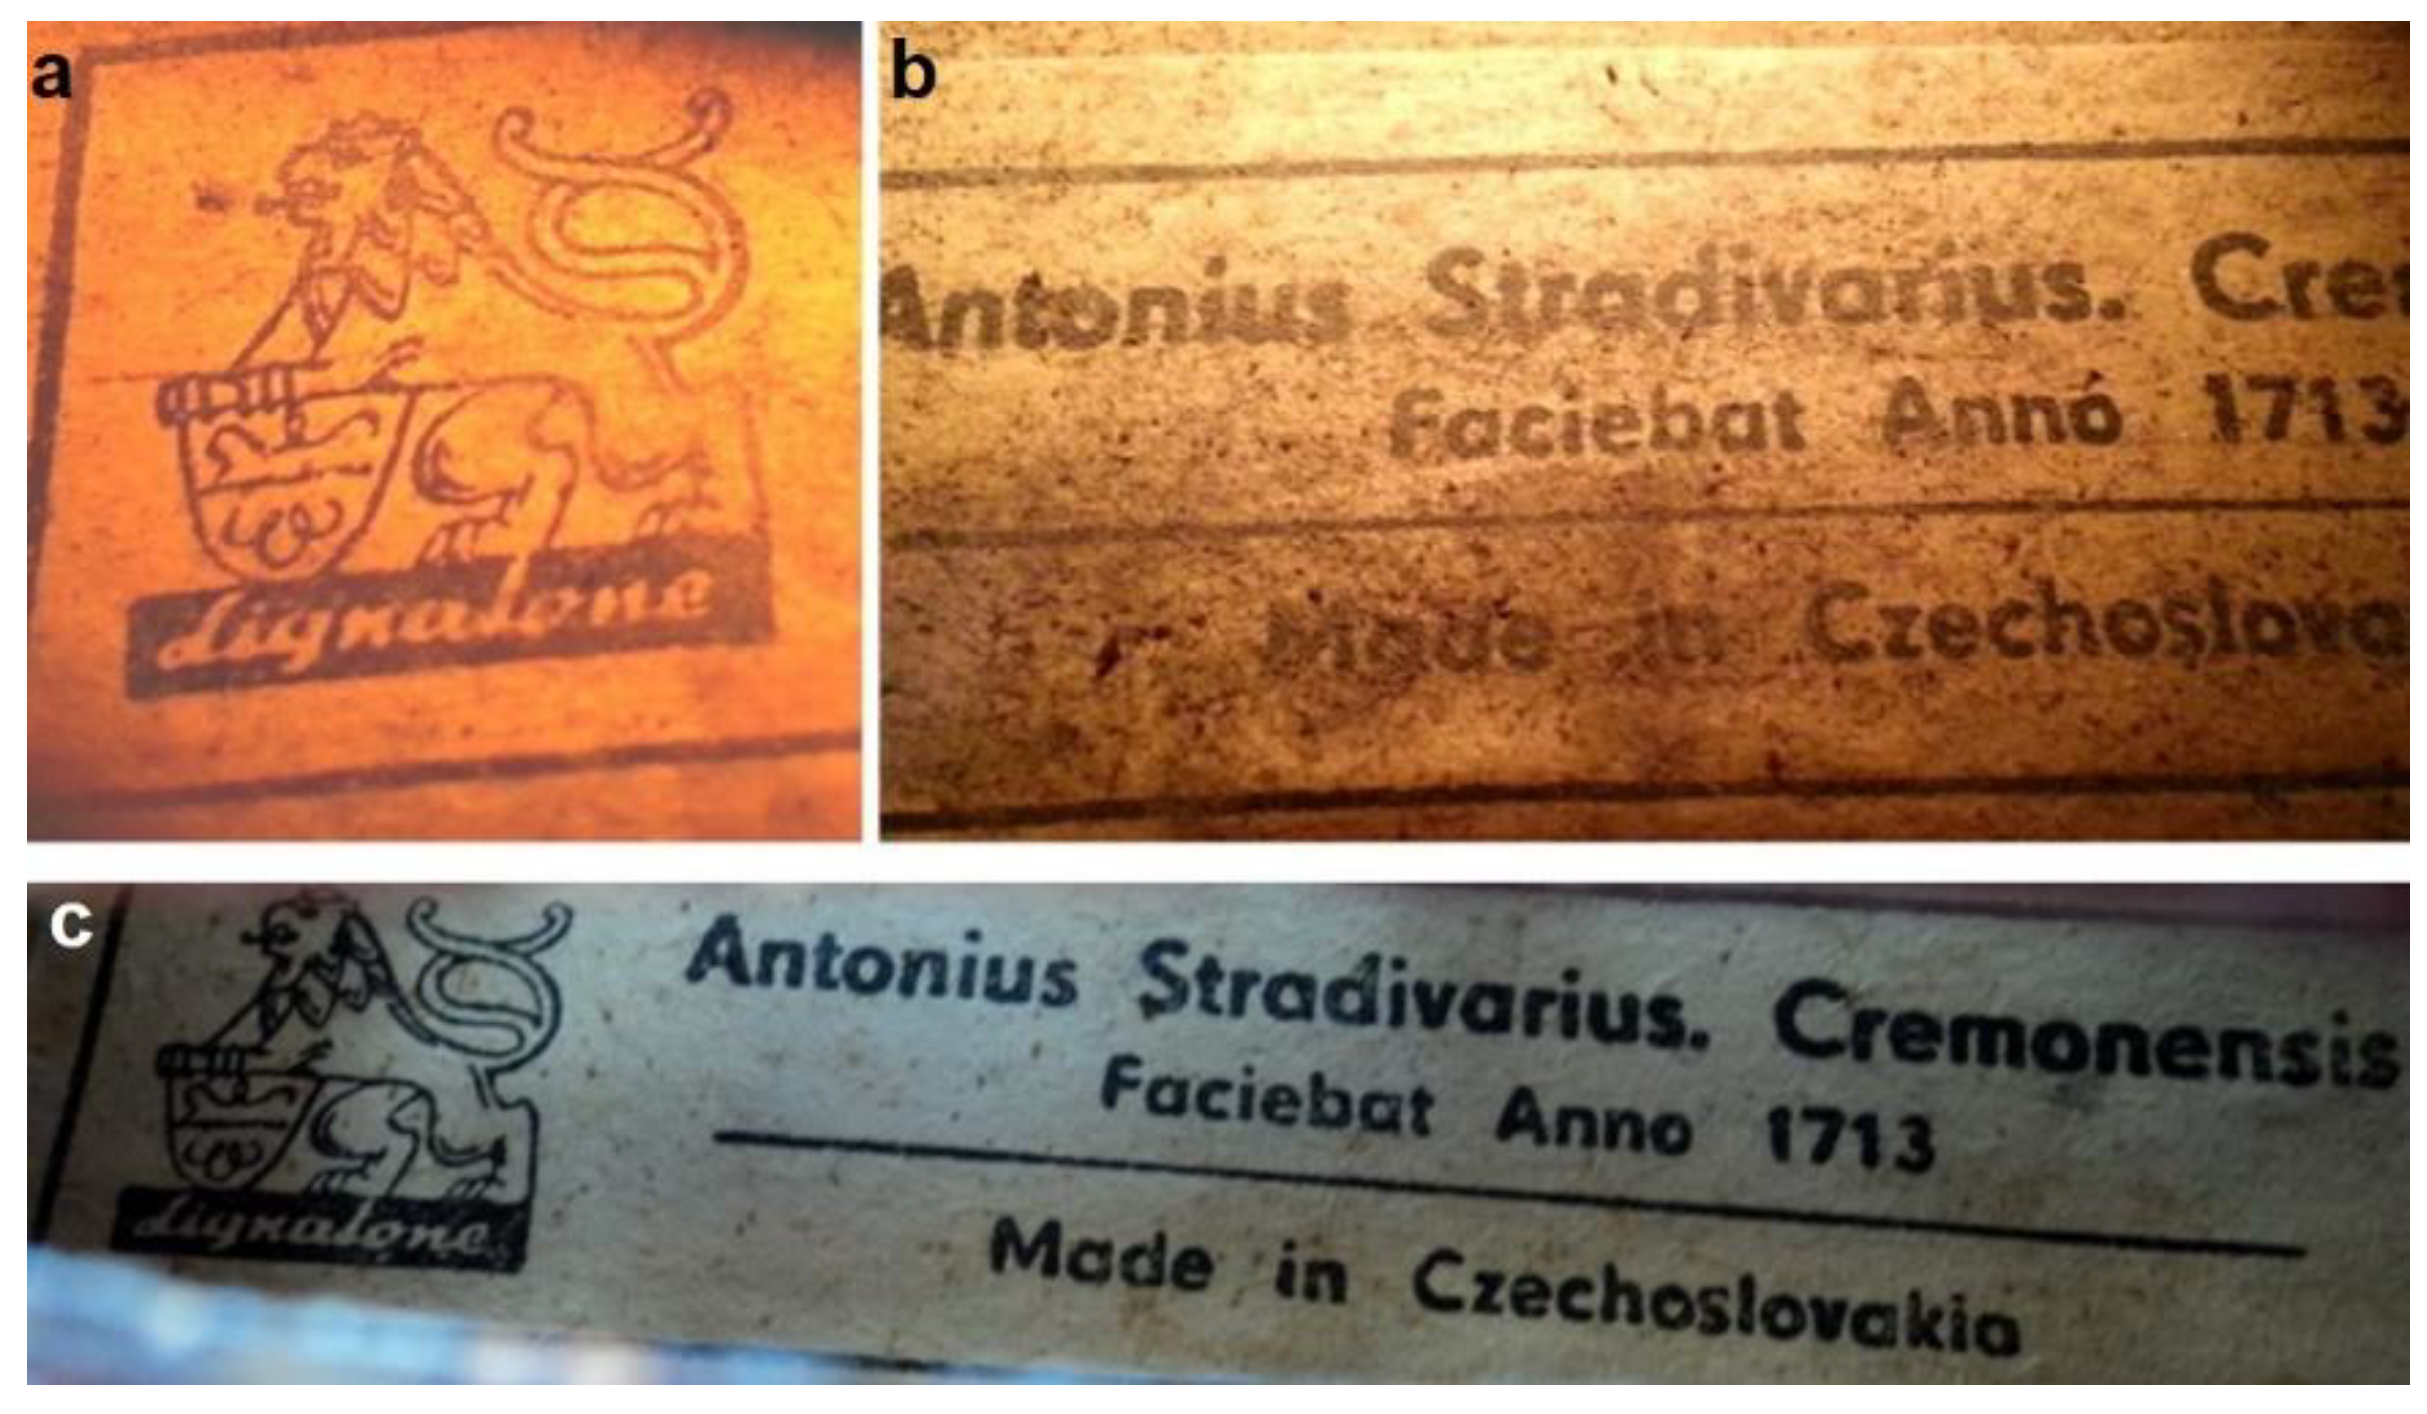 a
Lignatone
b
Antonius Stradivarius. Cre
Faciebat Anno 1713
Made in Czechoslova
c
Lignatone
Antonius Stradivarius. Cremonensis
Faciebat Anno 1713
Made in Czechoslovakia